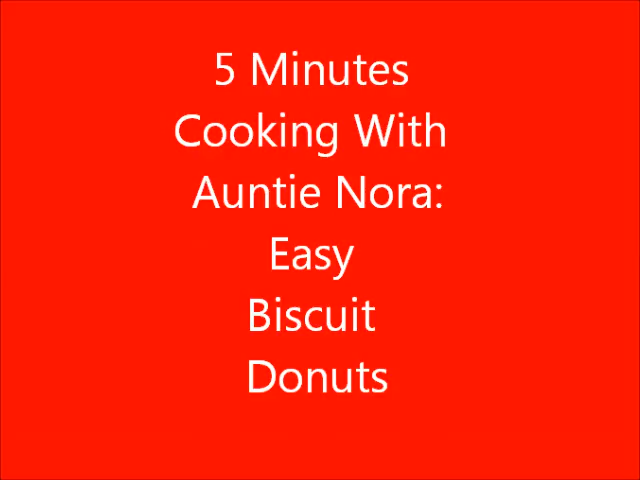 5 Minutes
Cooking With
Auntie Nora:
Easy
Biscuit
Donuts